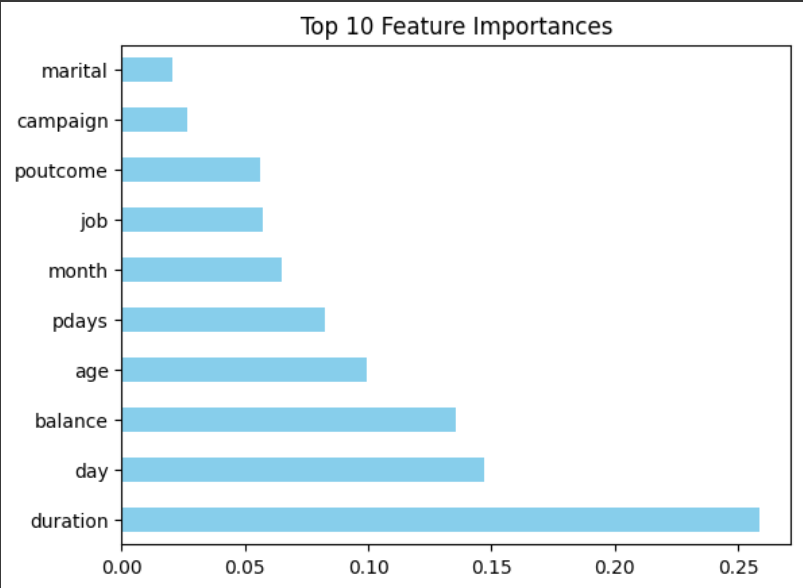 Top 10 Feature Importances
marital
campaign
poutcome
job
month
pdays
age
balance
day
duration
0.00 0.05 0.10 0.15 0.20 0.25